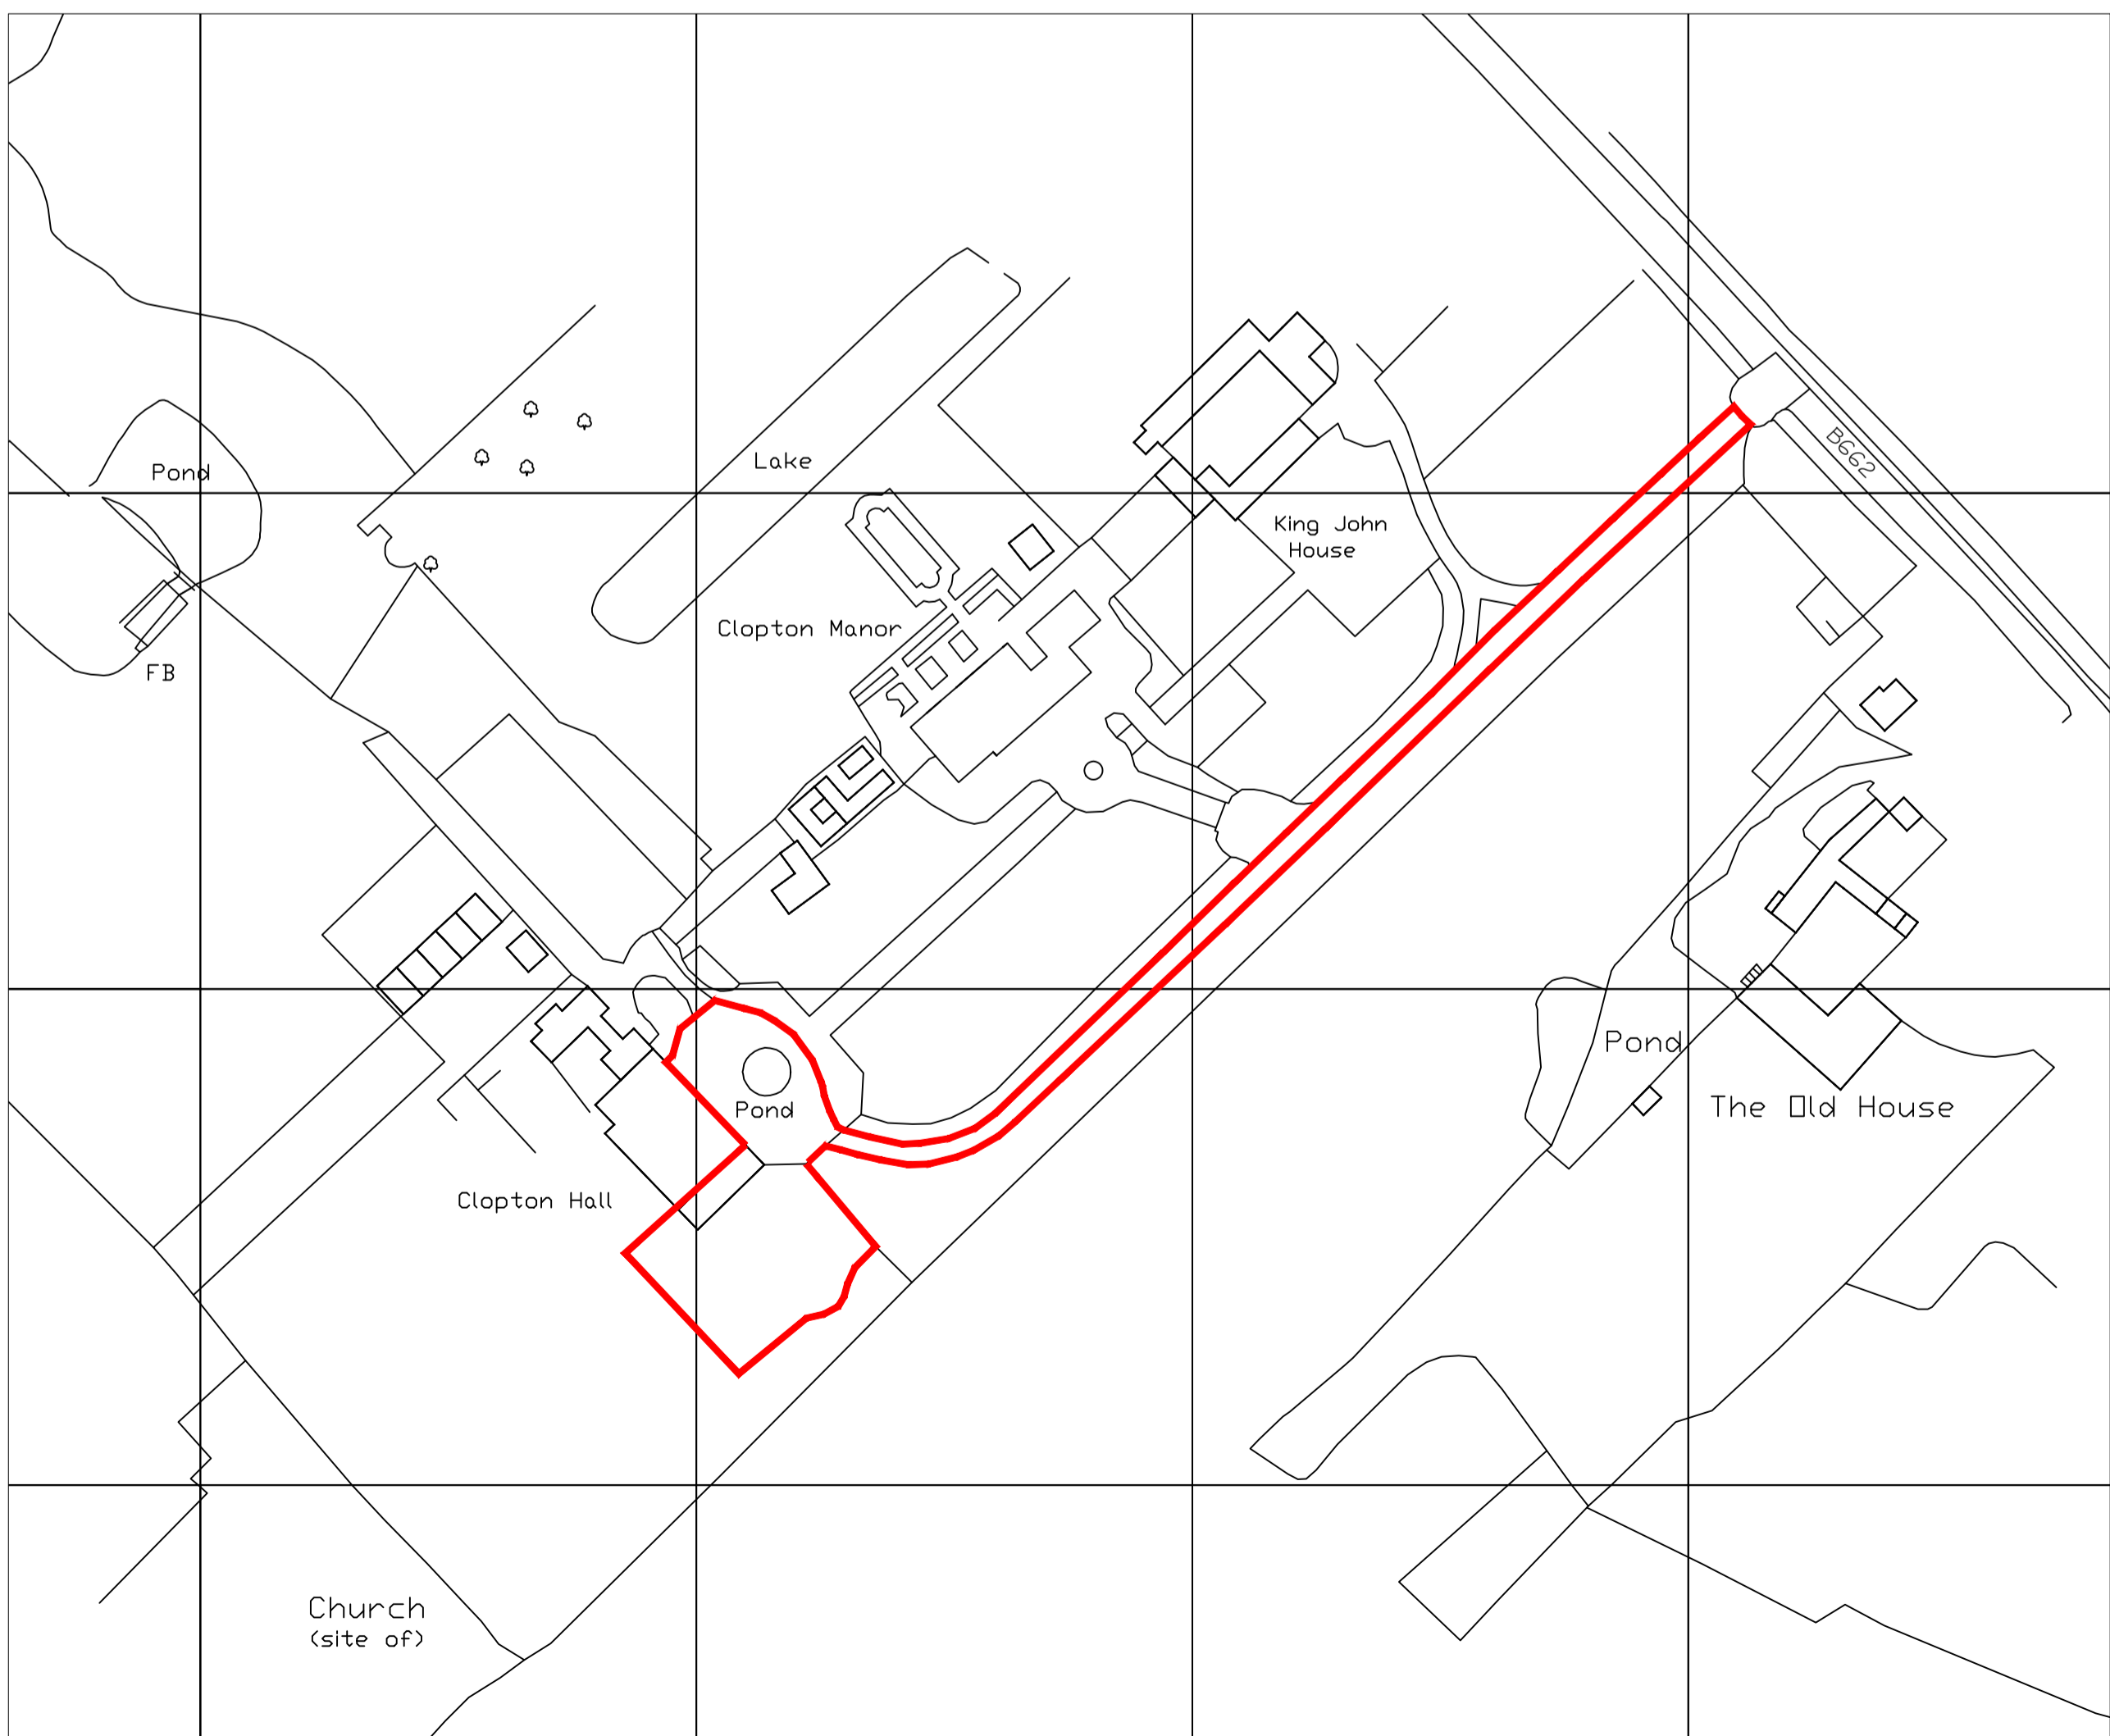 B662
Lake
Pond
King John
House
Clopton Manor
FB
Pond
The Old House
Pond
Clopton Hall
Church
(site of)